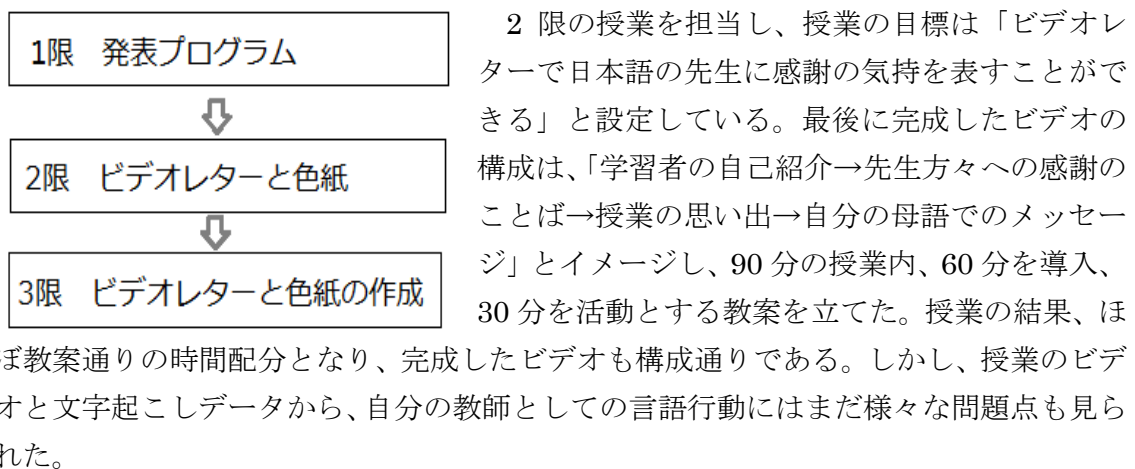 1限　発表プログラム
2限　ビデオレターと色紙
3限　ビデオレターと色紙の作成
2 限の授業を担当し、授業の目標は「ビデオレ
ターで日本語の先生に感謝の気持を表すことがで
きる」と設定している。最後に完成したビデオの
構成は、「学習者の自己紹介→先生方々への感謝の
ことば→授業の思い出→自分の母語でのメッセー
ジ」とイメージし、90 分の授業内、60 分を導入、
30 分を活動とする教案を立てた。授業の結果、ほ
ぼ教案通りの時間配分となり、完成したビデオも構成通りである。しかし、授業のビデ
オと文字起こしデータから、自分の教師としての言語行動にはまだ様々な問題点も見ら
れた。